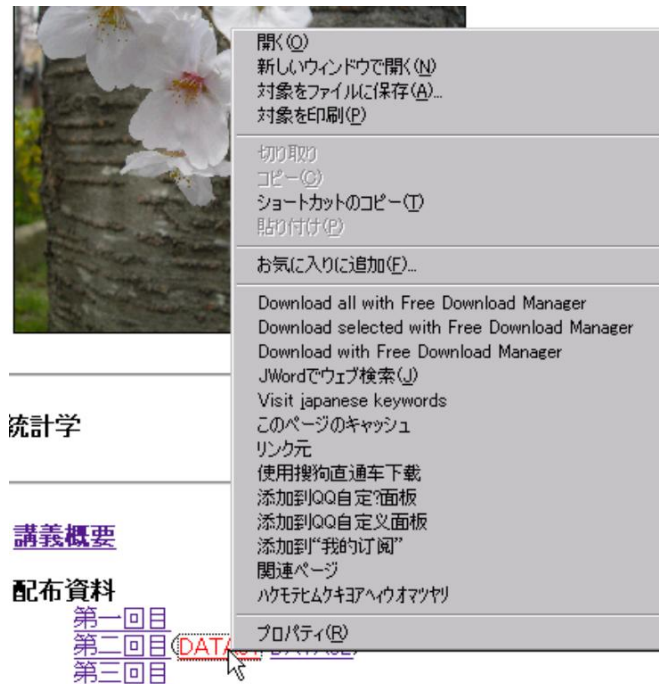 開く(O)
新しいウィンドウで開く(N)
対象をファイルに保存(A)...
対象を印刷(P)
切り取り
コピー(C)
ショートカットのコピー(T)
貼り付け(P)
お気に入りに追加(F)...
Download all with Free Download Manager
Download selected with Free Download Manager
Download with Free Download Manager
JWordでウェブ検索(J)
Visit japanese keywords
このページのキャッシュ
リンク元
使用搜狗直通车下载
添加到QQ自定?面板
添加到QQ自定义面板
添加到“我的订阅”
関連ページ
ハケモテヒムケキヨアヘィウオマツヤリ
プロパティ(R)
統計学
講義概要
配布資料
第一回目
第二回目(DATA
第三回目